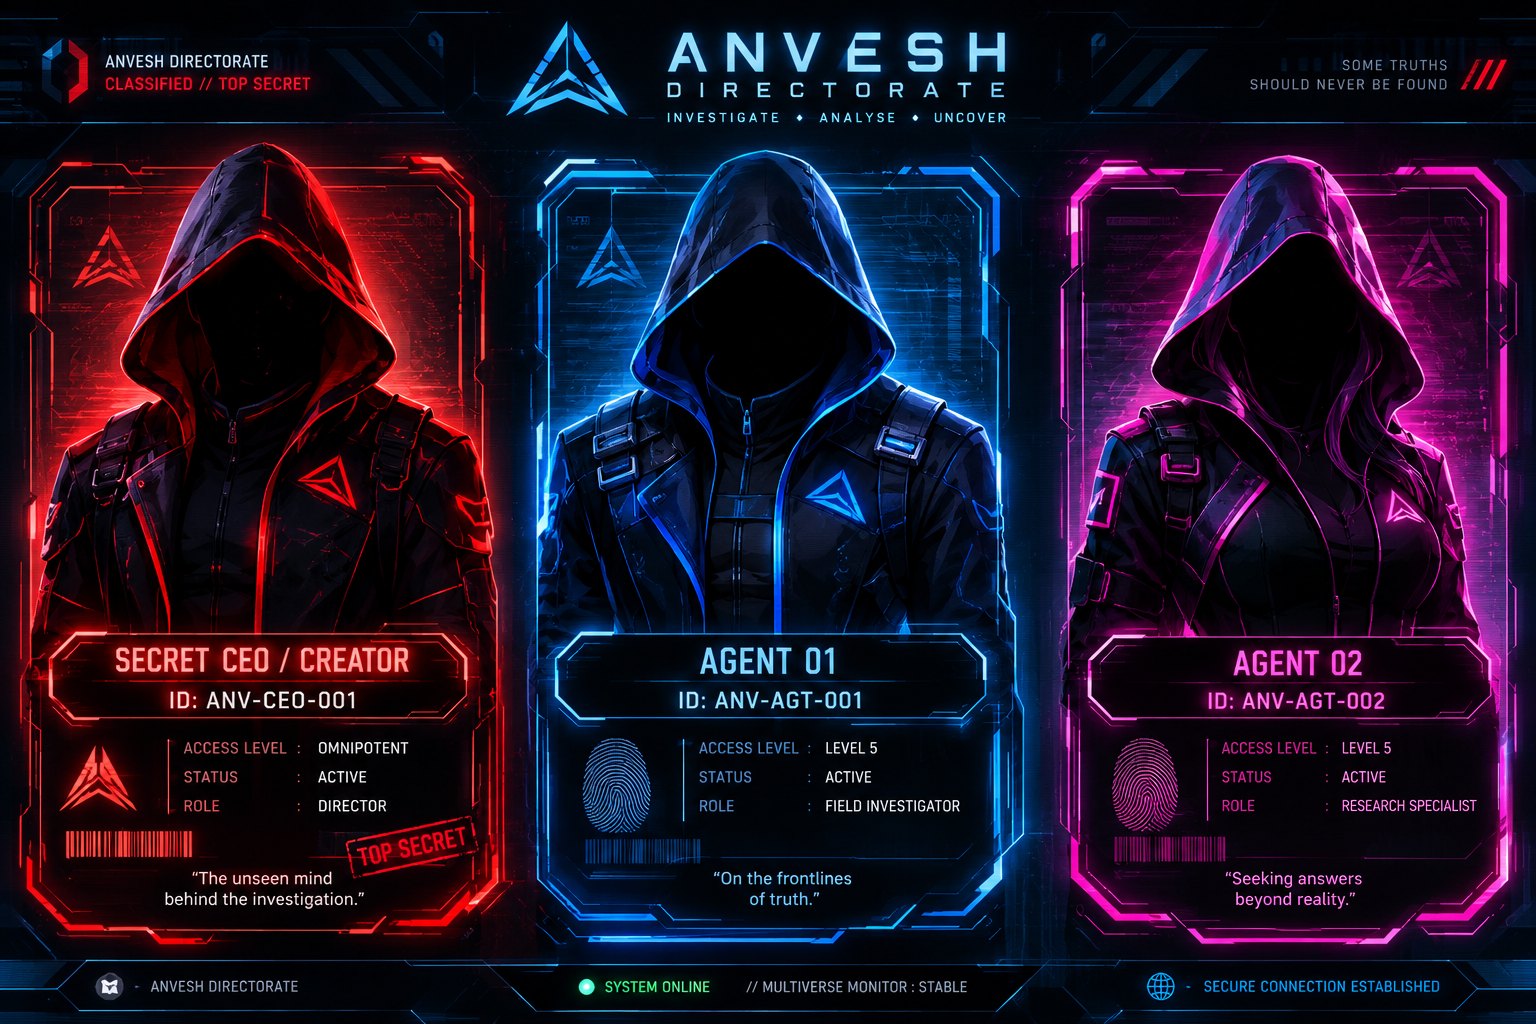 ANVESH DIRECTORATE
CLASSIFIED // TOP SECRET
ANVESH
DIRECTORATE
INVESTIGATE ◆ ANALYSE ◆ UNCOVER
SOME TRUTHS
SHOULD NEVER BE FOUND
SECRET CEO / CREATOR
ID: ANV-CEO-001
ACCESS LEVEL : OMNIPOTENT
STATUS : ACTIVE
ROLE : DIRECTOR
TOP SECRET
“The unseen mind
behind the investigation.”
AGENT 01
ID: ANV-AGT-001
ACCESS LEVEL : LEVEL 5
STATUS : ACTIVE
ROLE : FIELD INVESTIGATOR
“On the frontlines
of truth.”
AGENT 02
ID: ANV-AGT-002
ACCESS LEVEL : LEVEL 5
STATUS : ACTIVE
ROLE : RESEARCH SPECIALIST
“Seeking answers
beyond reality.”
- ANVESH DIRECTORATE
SYSTEM ONLINE // MULTIVERSE MONITOR : STABLE
- SECURE CONNECTION ESTABLISHED